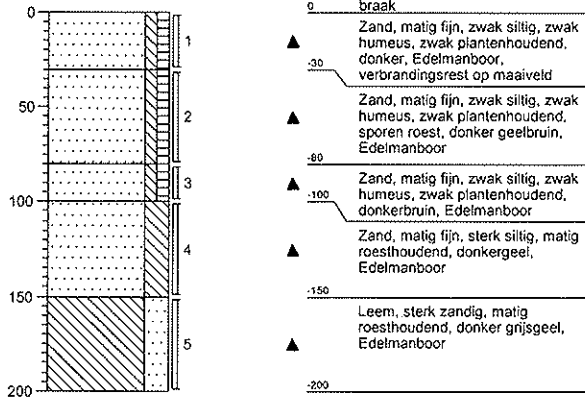 0
50
100
150
200
1
2
3
4
5
0 braak
Zand, matig fijn, zwak siltig, zwak
humeus, zwak plantenhoudend,
donker, Edelmanboor,
verbrandingsrest op maaiveld
-30
Zand, matig fijn, zwak siltig, zwak
humeus, zwak plantenhoudend,
sporen roest, donker geelbruin,
Edelmanboor
-80
Zand, matig fijn, zwak siltig, zwak
humeus, zwak plantenhoudend,
donkerbruin, Edelmanboor
-100
Zand, matig fijn, sterk siltig, matig
roesthoudend, donkergeel,
Edelmanboor
-150
Leem, sterk zandig, matig
roesthoudend, donker grijsgeel,
Edelmanboor
-200